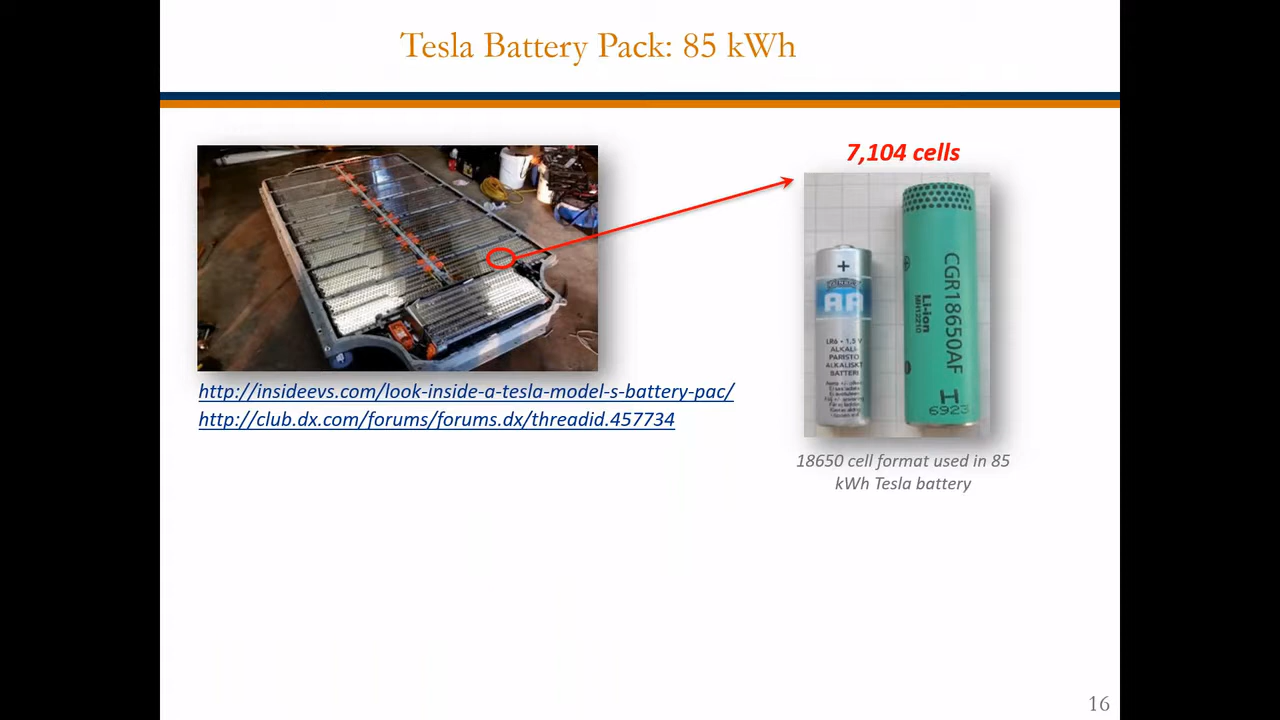 Tesla Battery Pack: 85 kWh
7,104 cells
+
AA
LR6 • 1,5 V
ALKALI-
PARISTO
ALKALISKT
BATTERI
CGR18650AF
Li-ion
MH12210
6923
http://insideevs.com/look-inside-a-tesla-model-s-battery-pac/
http://club.dx.com/forums/forums.dx/threadid.457734
18650 cell format used in 85
kWh Tesla battery
16